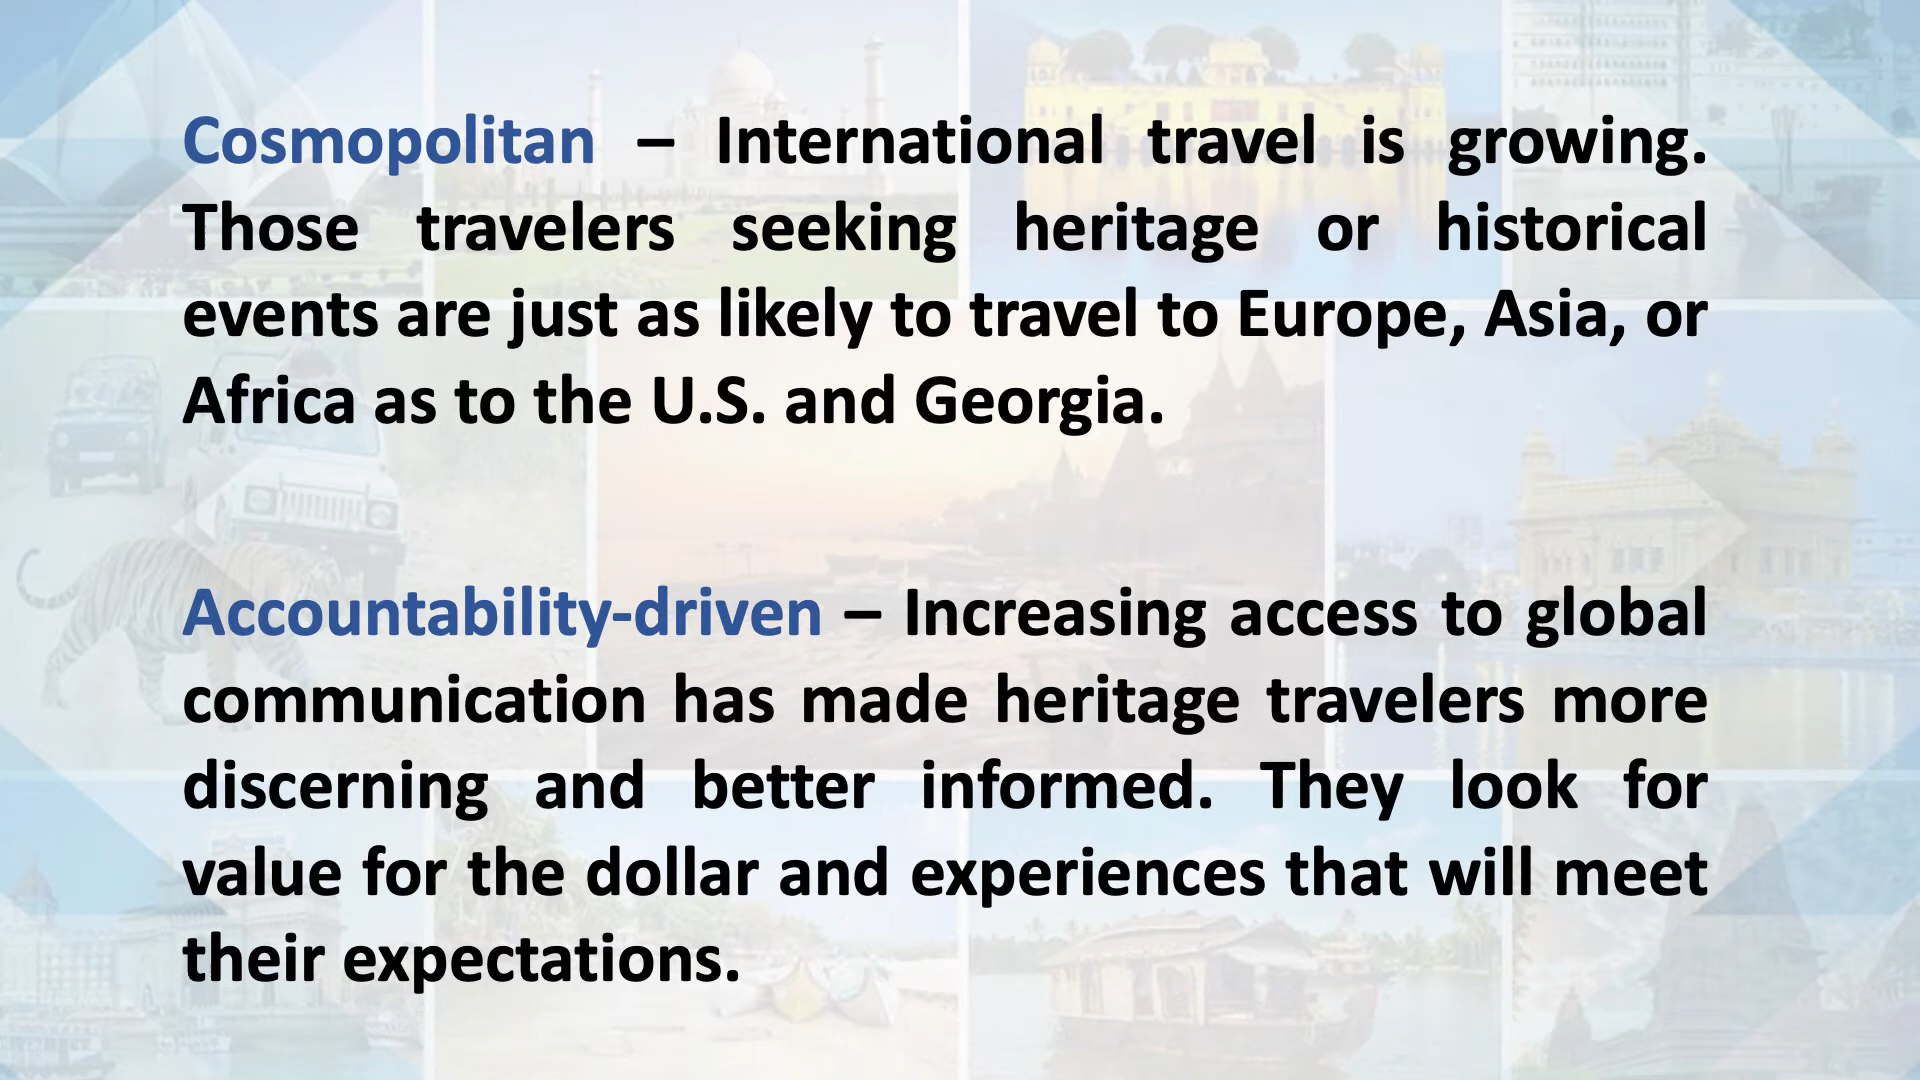 Cosmopolitan – International travel is growing.
Those travelers seeking heritage or historical
events are just as likely to travel to Europe, Asia, or
Africa as to the U.S. and Georgia.
Accountability-driven – Increasing access to global
communication has made heritage travelers more
discerning and better informed. They look for
value for the dollar and experiences that will meet
their expectations.